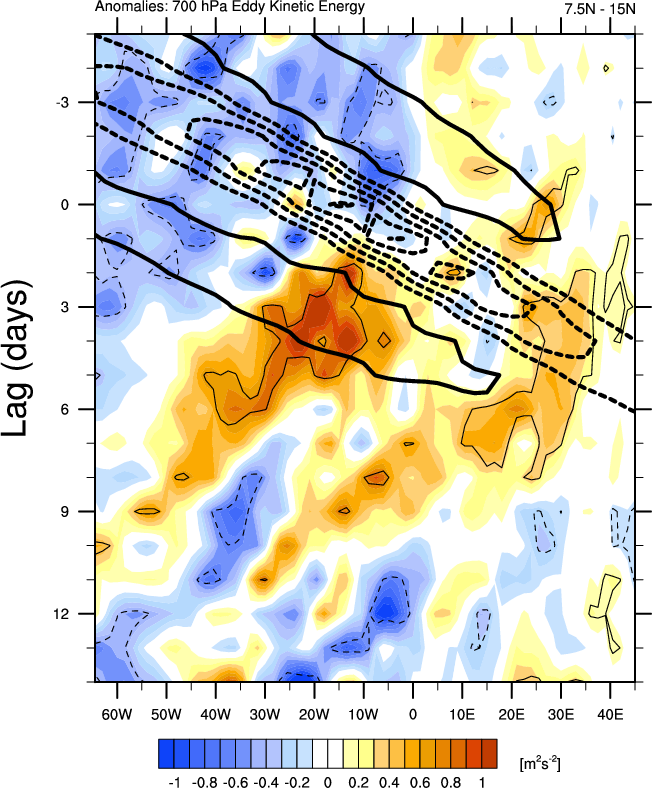 Anomalies: 700 hPa Eddy Kinetic Energy 7.5N - 15N
Lag (days)
-3
0
3
6
9
12
60W 50W 40W 30W 20W 10W 0 10E 20E 30E 40E
-1 -0.8 -0.6 -0.4 -0.2 0 0.2 0.4 0.6 0.8 1 [m²s⁻²]